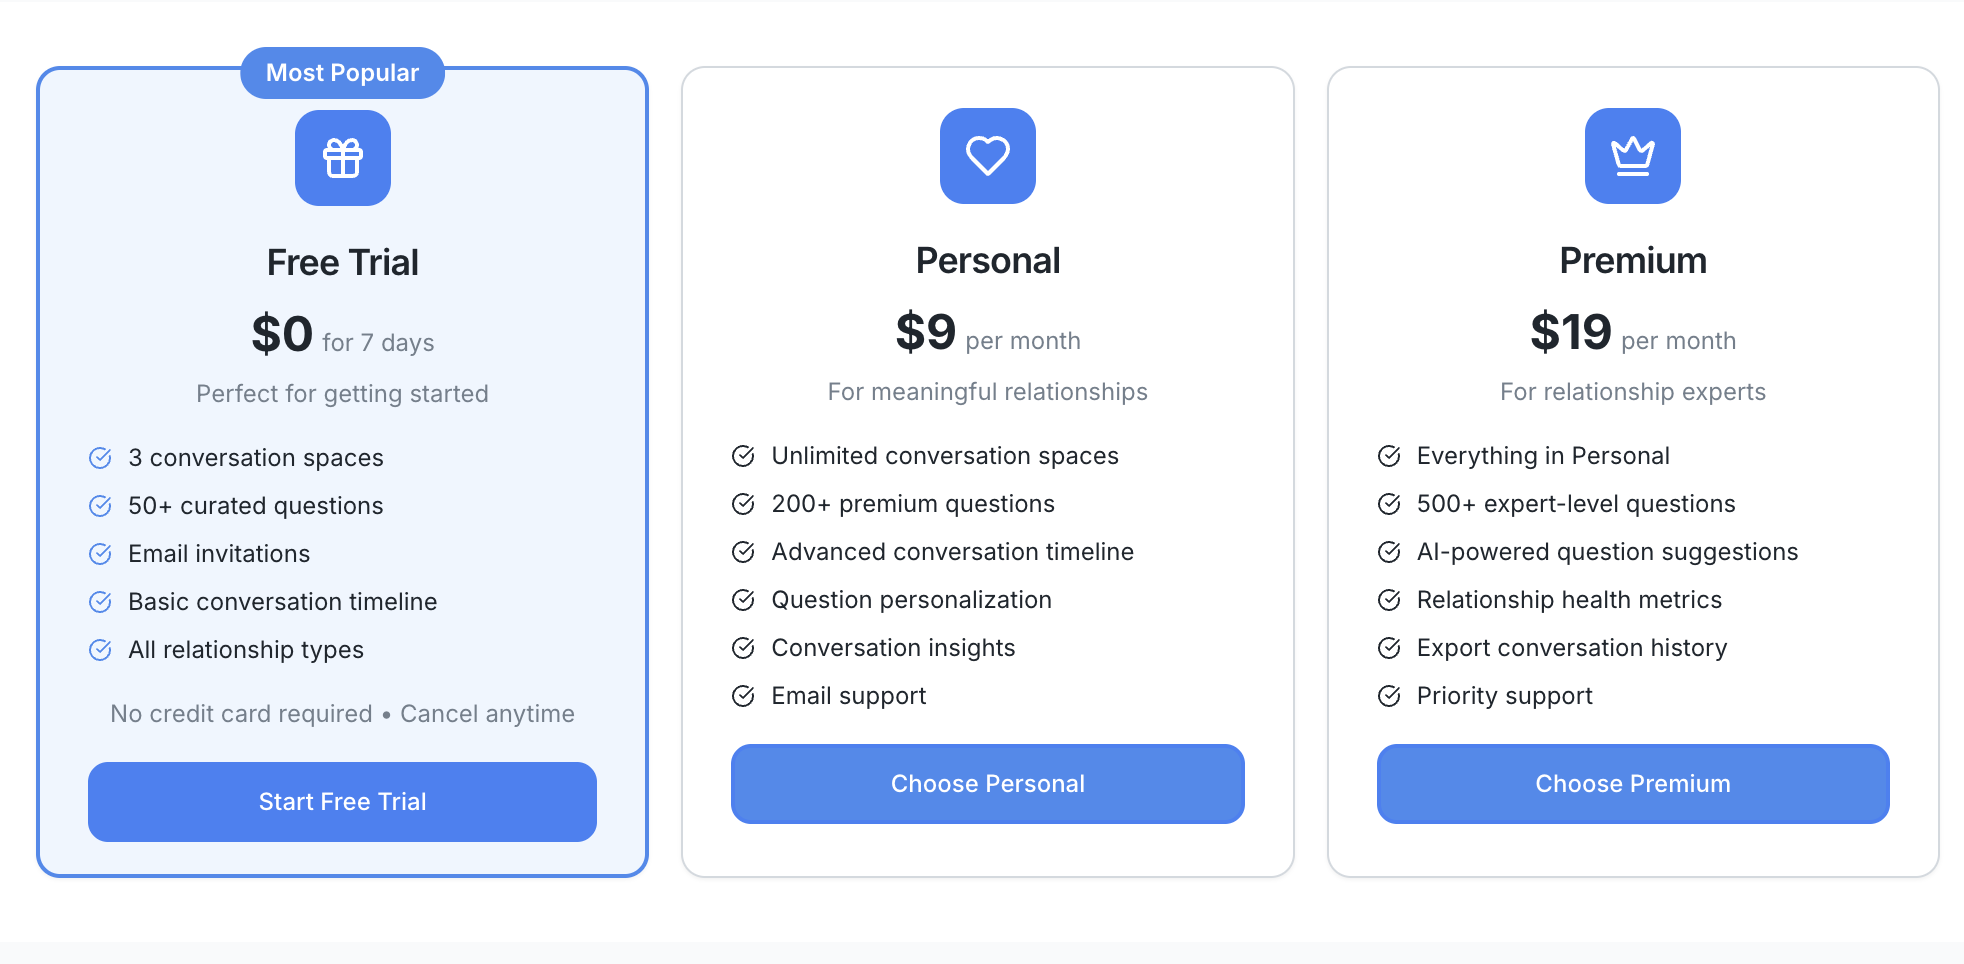 Most Popular
Free Trial
$0 for 7 days
Perfect for getting started
3 conversation spaces
50+ curated questions
Email invitations
Basic conversation timeline
All relationship types
No credit card required • Cancel anytime
Start Free Trial
Personal
$9 per month
For meaningful relationships
Unlimited conversation spaces
200+ premium questions
Advanced conversation timeline
Question personalization
Conversation insights
Email support
Choose Personal
Premium
$19 per month
For relationship experts
Everything in Personal
500+ expert-level questions
AI-powered question suggestions
Relationship health metrics
Export conversation history
Priority support
Choose Premium